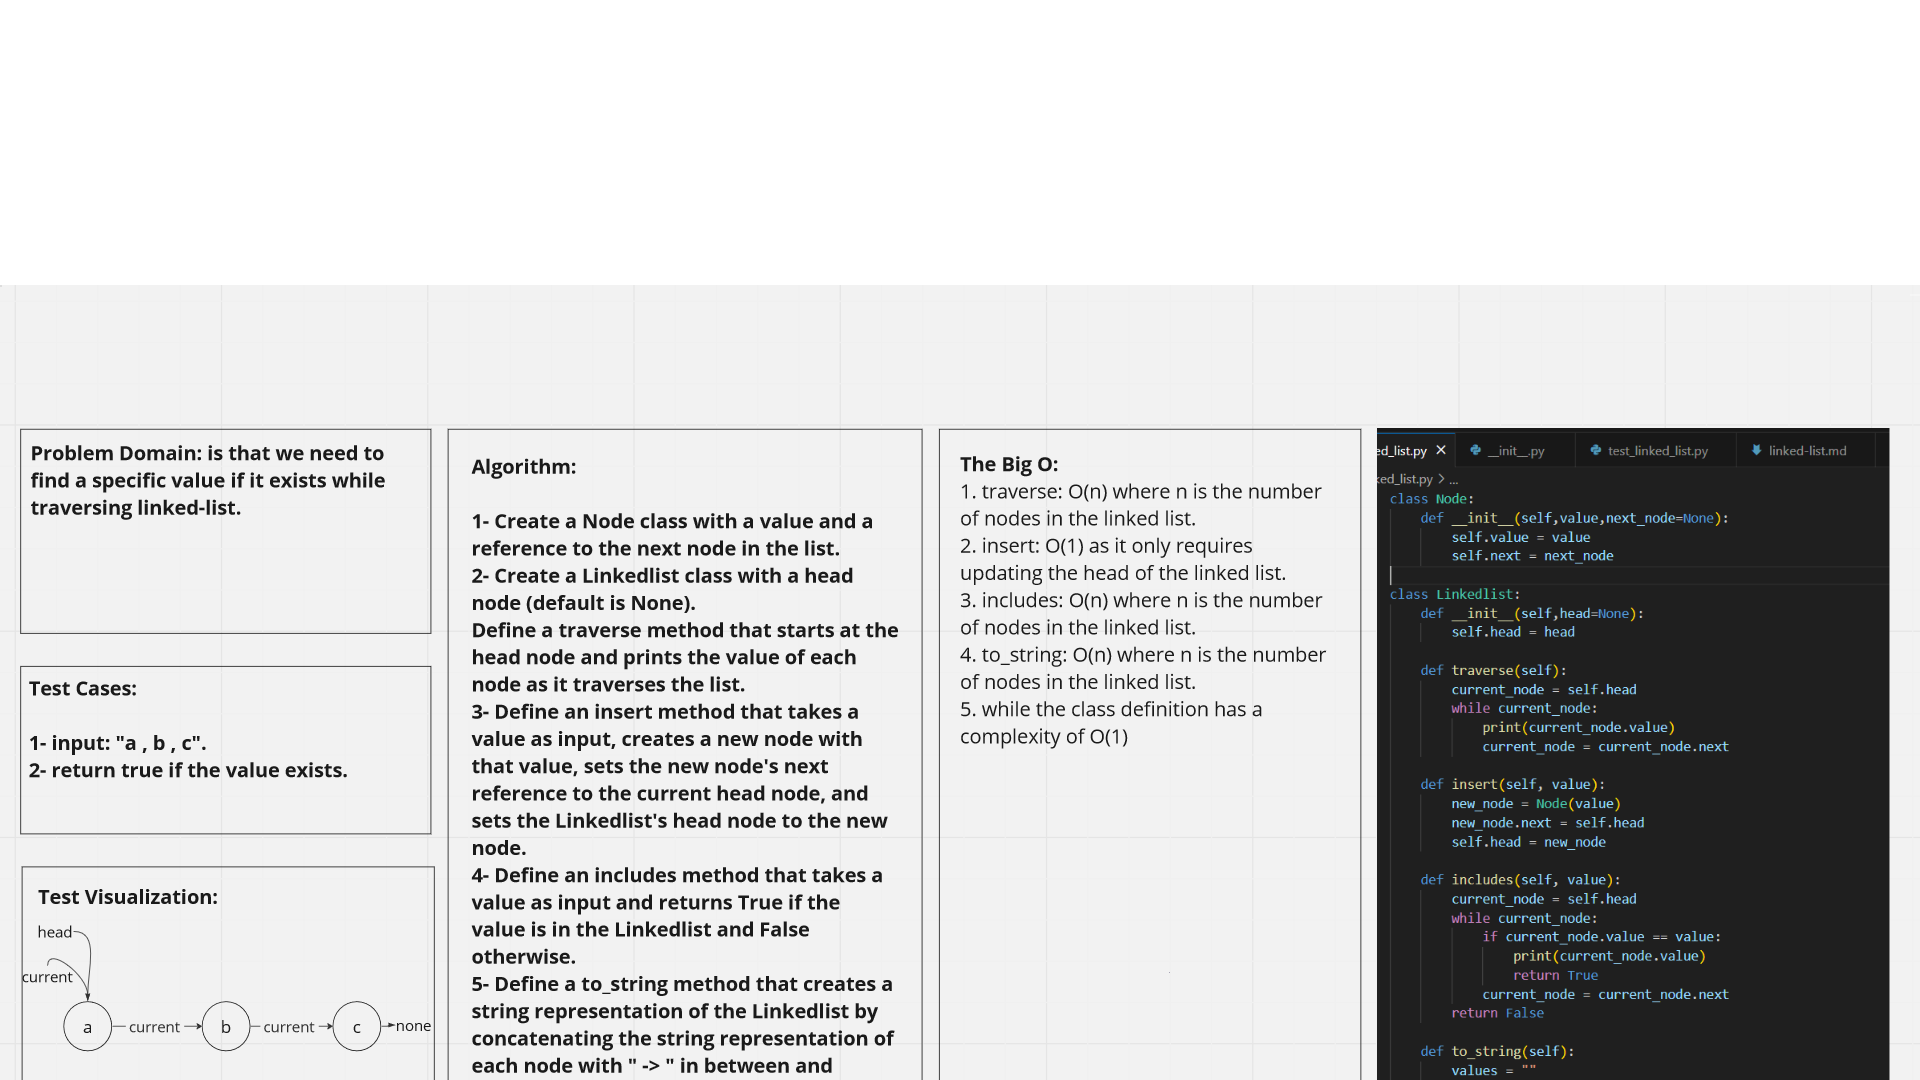 Problem Domain: is that we need to
find a specific value if it exists while
traversing linked-list.
Test Cases:
1- input: "a , b , c".
2- return true if the value exists.
Test Visualization:
head
current
a
current
b
current
c
none
Algorithm:
1- Create a Node class with a value and a
reference to the next node in the list.
2- Create a Linkedlist class with a head
node (default is None).
Define a traverse method that starts at the
head node and prints the value of each
node as it traverses the list.
3- Define an insert method that takes a
value as input, creates a new node with
that value, sets the new node's next
reference to the current head node, and
sets the Linkedlist's head node to the new
node.
4- Define an includes method that takes a
value as input and returns True if the
value is in the Linkedlist and False
otherwise.
5- Define a to_string method that creates a
string representation of the Linkedlist by
concatenating the string representation of
each node with " -> " in between and
The Big O:
1. traverse: O(n) where n is the number
of nodes in the linked list.
2. insert: O(1) as it only requires
updating the head of the linked list.
3. includes: O(n) where n is the number
of nodes in the linked list.
4. to_string: O(n) where n is the number
of nodes in the linked list.
5. while the class definition has a
complexity of O(1)
ed_list.py × __init__.py test_linked_list.py linked-list.md
ked_list.py > ...
class Node:
def __init__(self,value,next_node=None):
self.value = value
self.next = next_node
class Linkedlist:
def __init__(self,head=None):
self.head = head
def traverse(self):
current_node = self.head
while current_node:
print(current_node.value)
current_node = current_node.next
def insert(self, value):
new_node = Node(value)
new_node.next = self.head
self.head = new_node
def includes(self, value):
current_node = self.head
while current_node:
if current_node.value == value:
print(current_node.value)
return True
current_node = current_node.next
return False
def to_string(self):
values = ""